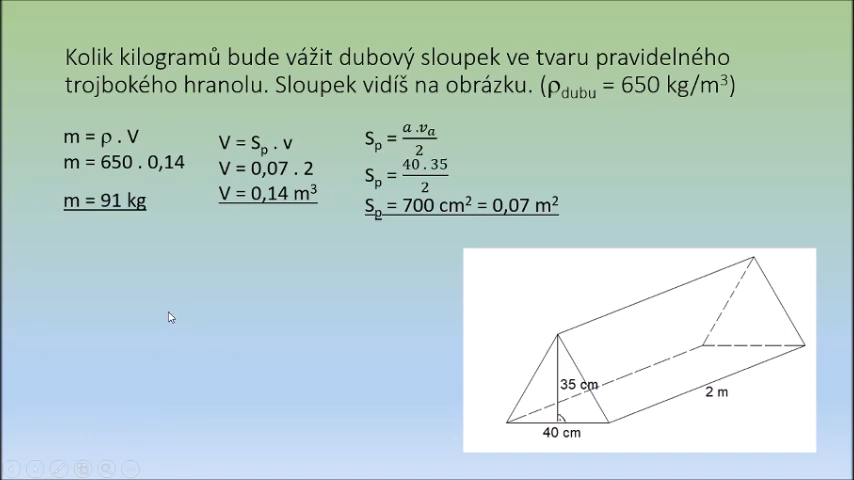 Kolik kilogramů bude vážit dubový sloupek ve tvaru pravidelného
trojbokého hranolu. Sloupek vidíš na obrázku. (ρdubu = 650 kg/m³)
m = ρ . V
m = 650 . 0,14
m = 91 kg
V = Sp . v
V = 0,07 . 2
V = 0,14 m³
Sp = a .va / 2
Sp = 40 . 35 / 2
Sp = 700 cm² = 0,07 m²
35 cm
2 m
40 cm